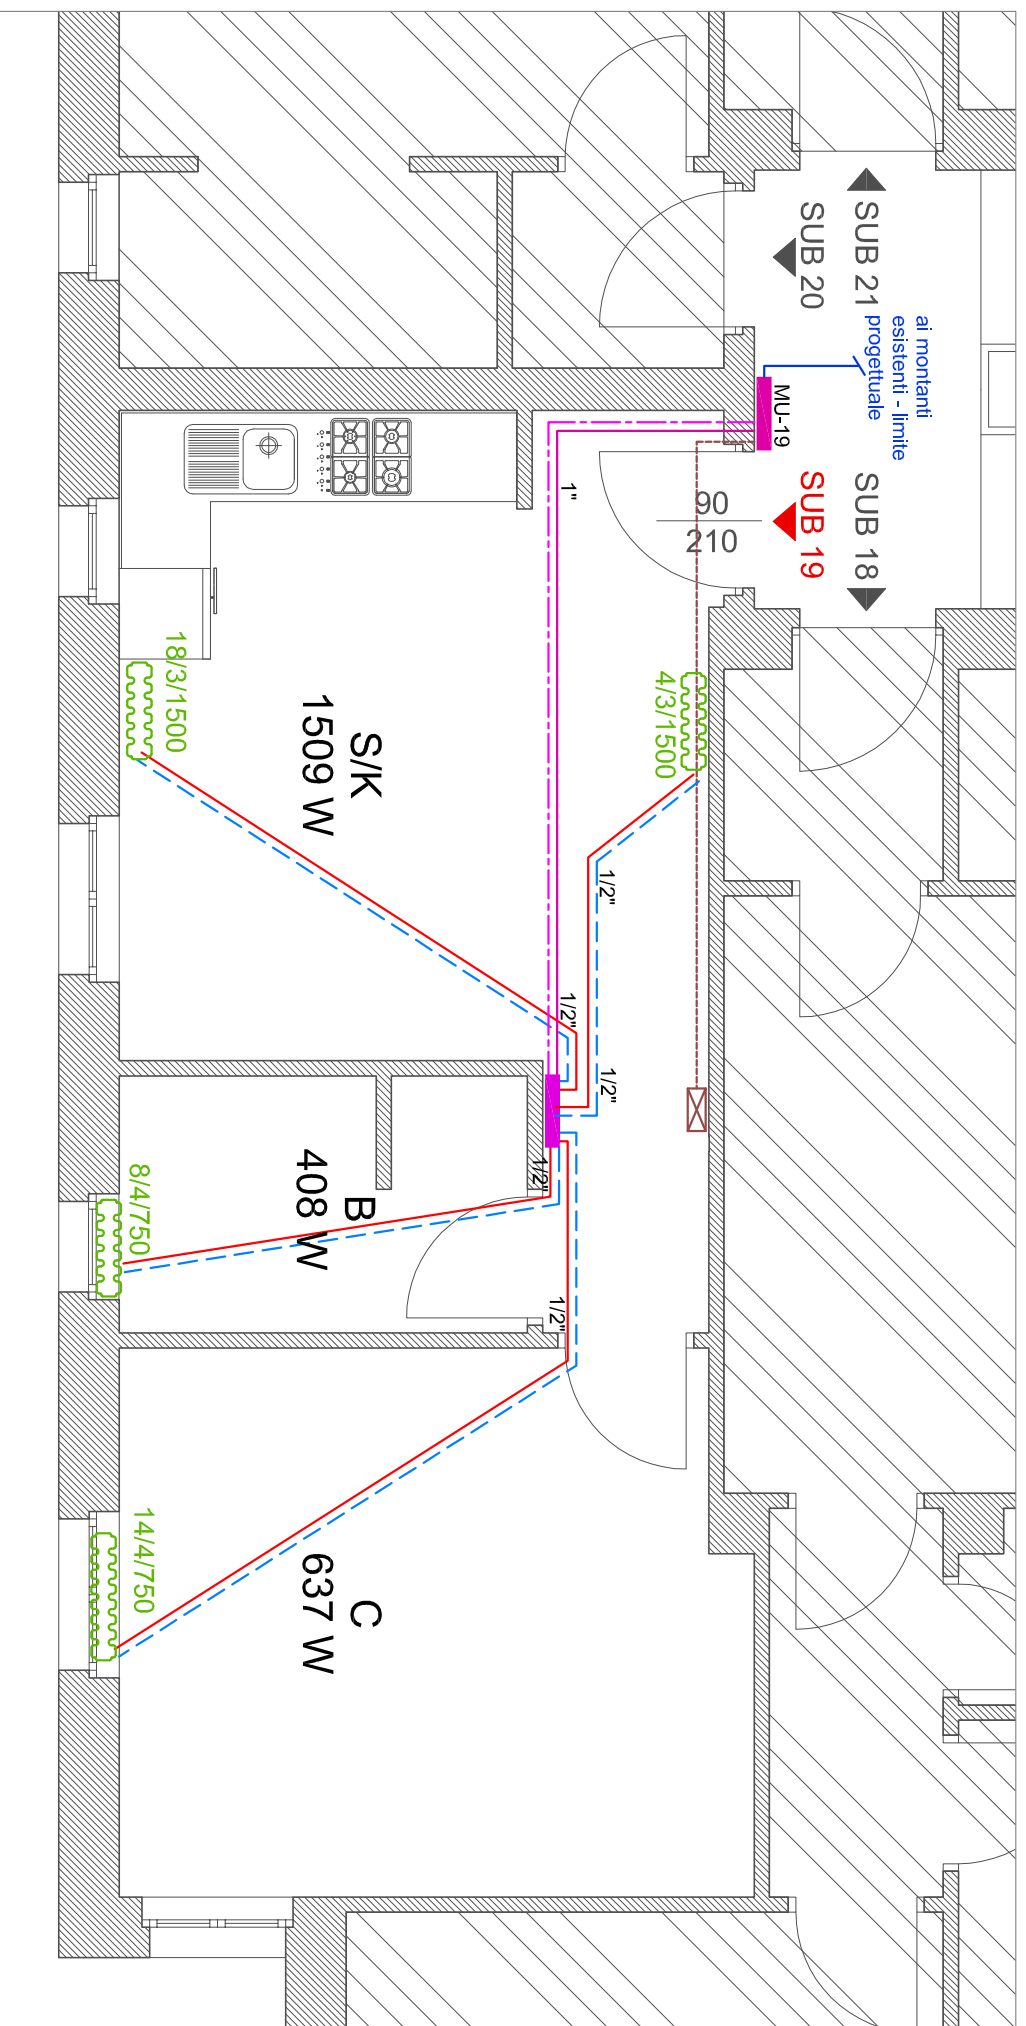 ai montanti
esistenti - limite
progettuale
SUB 21
SUB 20
SUB 18
SUB 19
MU-19
90
210
1"
4/3/1500
18/3/1500
S/K
1509 W
1/2"
1/2"
1/2"
1/2"
1/2"
B
408 W
8/4/750
C
637 W
14/4/750